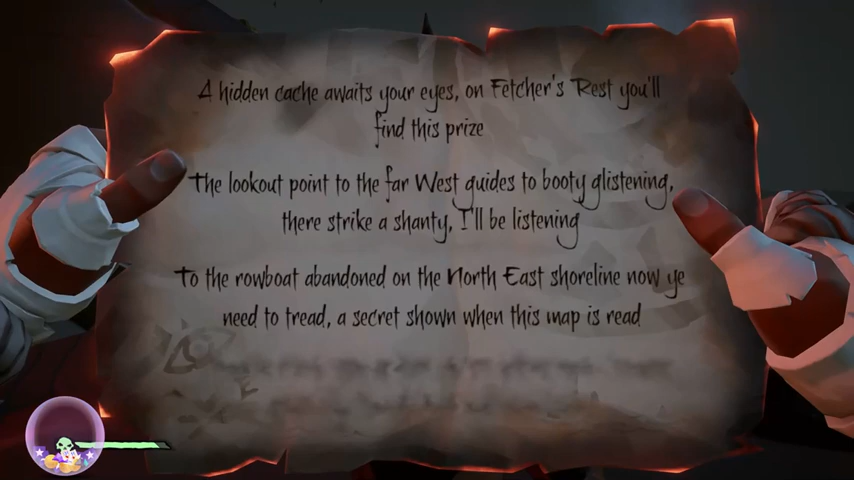 A hidden cache awaits your eyes, on Fetcher's Rest you'll
find this prize
The lookout point to the far West guides to booty glistening,
there strike a shanty, I'll be listening
To the rowboat abandoned on the North East shoreline now ye
need to tread, a secret shown when this map is read